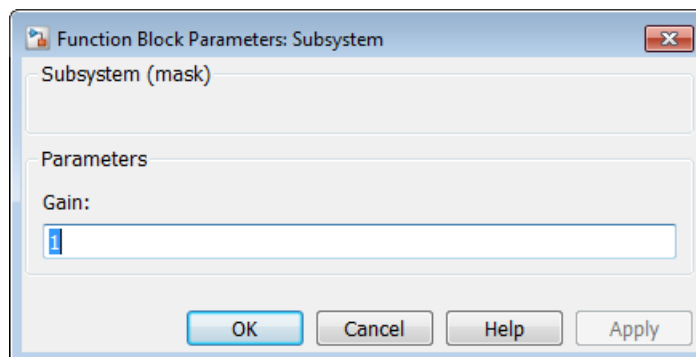 Function Block Parameters: Subsystem
Subsystem (mask)
Parameters
Gain:
1
OK Cancel Help Apply